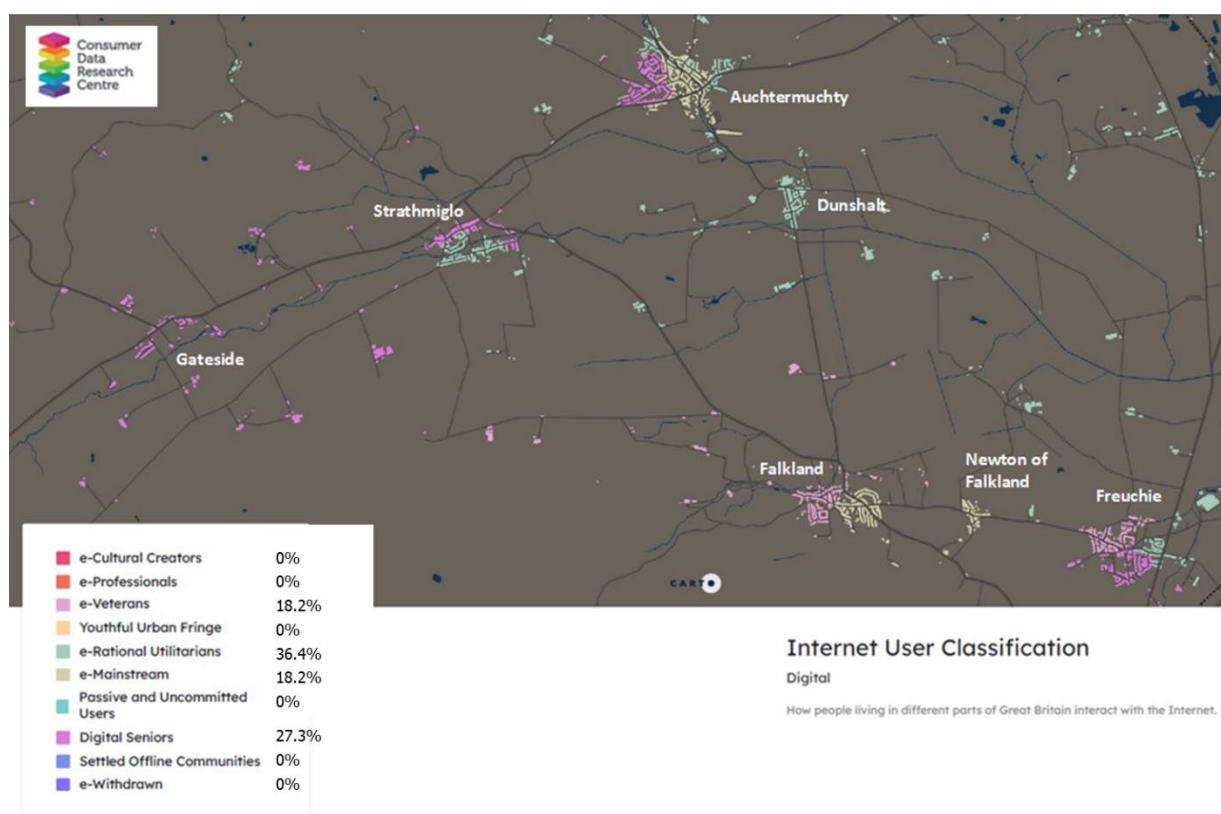 Consumer
Data
Research
Centre
Auchtermuchty
Strathmiglo
Dunshalt
Gateside
Falkland
Newton of
Falkland
Freuchie
CARTO
e-Cultural Creators 0%
e-Professionals 0%
e-Veterans 18.2%
Youthful Urban Fringe 0%
e-Rational Utilitarians 36.4%
e-Mainstream 18.2%
Passive and Uncommitted
Users 0%
Digital Seniors 27.3%
Settled Offline Communities 0%
e-Withdrawn 0%
Internet User Classification
Digital
How people living in different parts of Great Britain interact with the Internet.